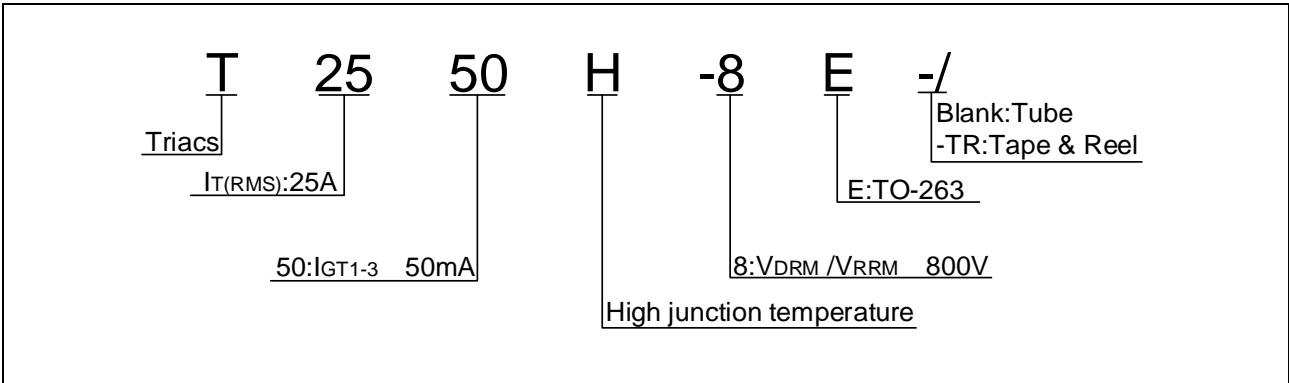 T 25 50 H -8 E -/
Blank:Tube
Triacs
-TR:Tape & Reel
IT(RMS):25A
E:TO-263
50:IGT1-3 50mA
8:VDRM /VRRM 800V
High junction temperature